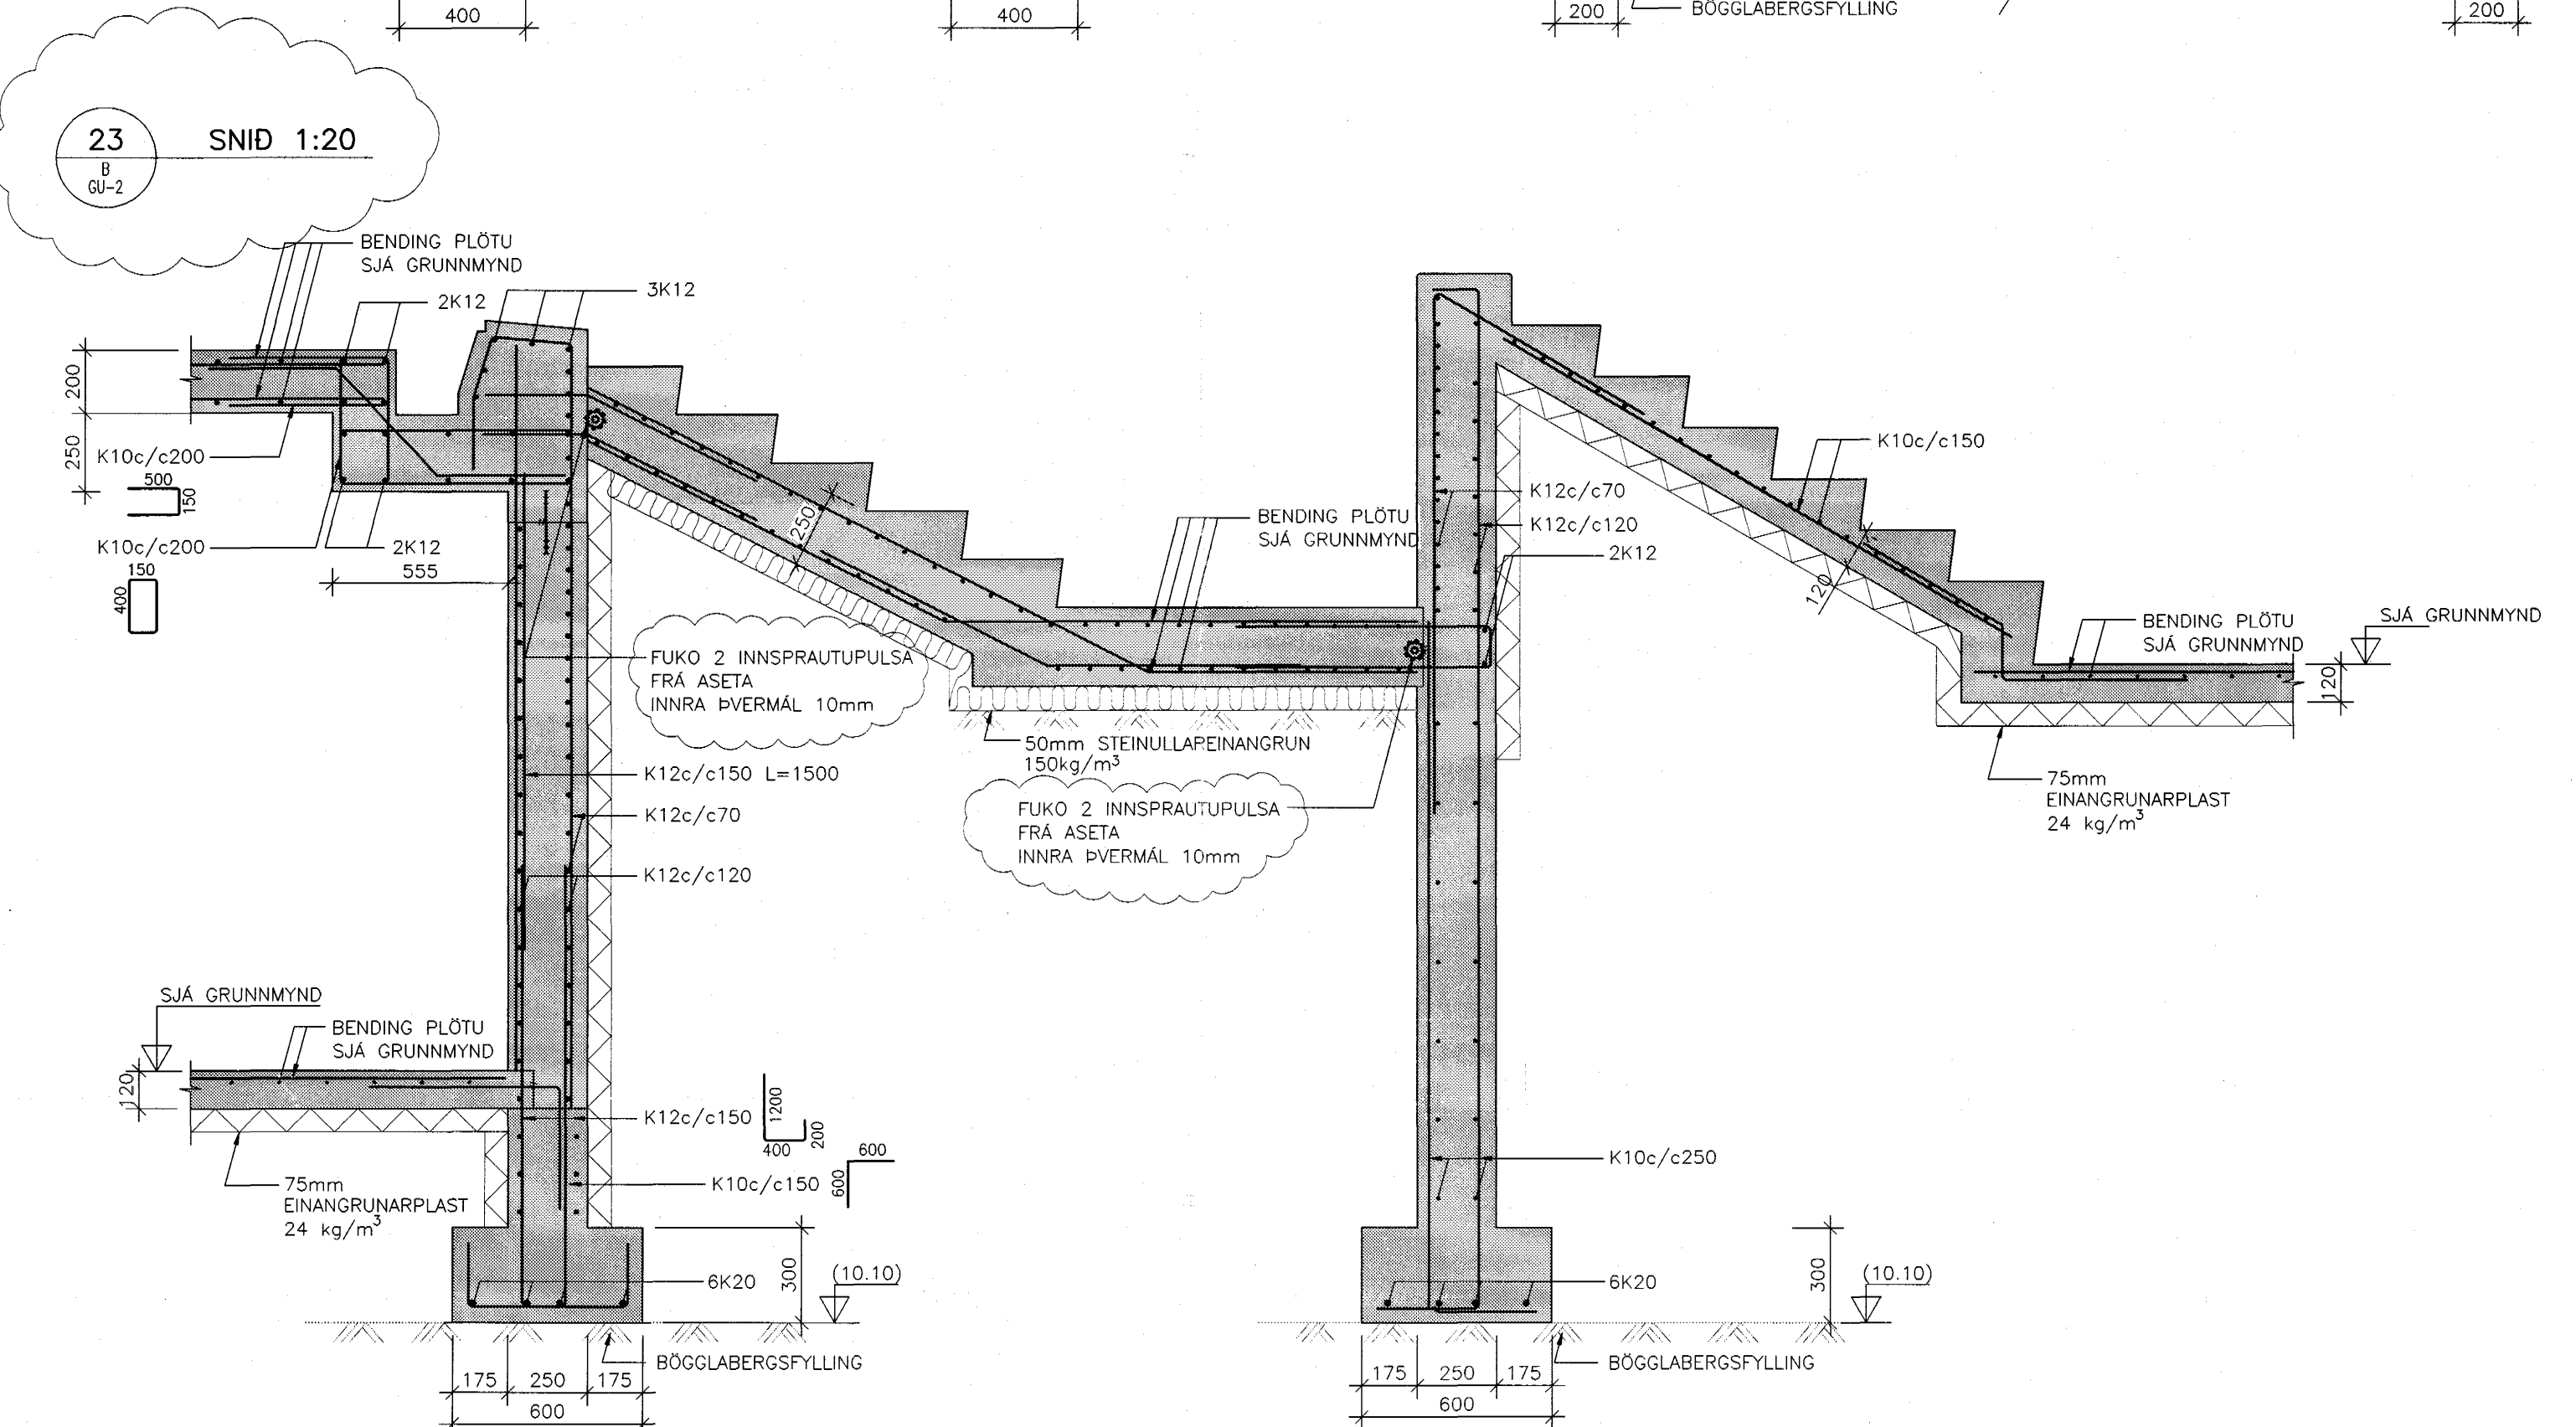 400
400
200
BÖGGLABERGSFYLLING
200
23
B
GU-2
SNIÐ 1:20
BENDING PLÖTU
SJÁ GRUNNMYND
2K12
3K12
200
250
K10c/c200
500
150
K10c/c200
2K12
150
400
555
250
FUKO 2 INNSPRAUTUPULSA
FRÁ ASETA
INNRA ÞVERMÁL 10mm
BENDING PLÖTU
SJÁ GRUNNMYND
K12c/c70
K12c/c120
2K12
K10c/c150
120
BENDING PLÖTU
SJÁ GRUNNMYND
SJÁ GRUNNMYND
120
50mm STEINULLAREINANGRUN
150kg/m³
FUKO 2 INNSPRAUTUPULSA
FRÁ ASETA
INNRA ÞVERMÁL 10mm
75mm
EINANGRUNARPLAST
24 kg/m³
K12c/c150 L=1500
K12c/c70
K12c/c120
SJÁ GRUNNMYND
BENDING PLÖTU
SJÁ GRUNNMYND
120
K12c/c150
1200
400
200
K10c/c150
600
600
75mm
EINANGRUNARPLAST
24 kg/m³
K10c/c250
6K20
300
(10.10)
6K20
300
(10.10)
BÖGGLABERGSFYLLING
BÖGGLABERGSFYLLING
175 250 175
600
175 250 175
600